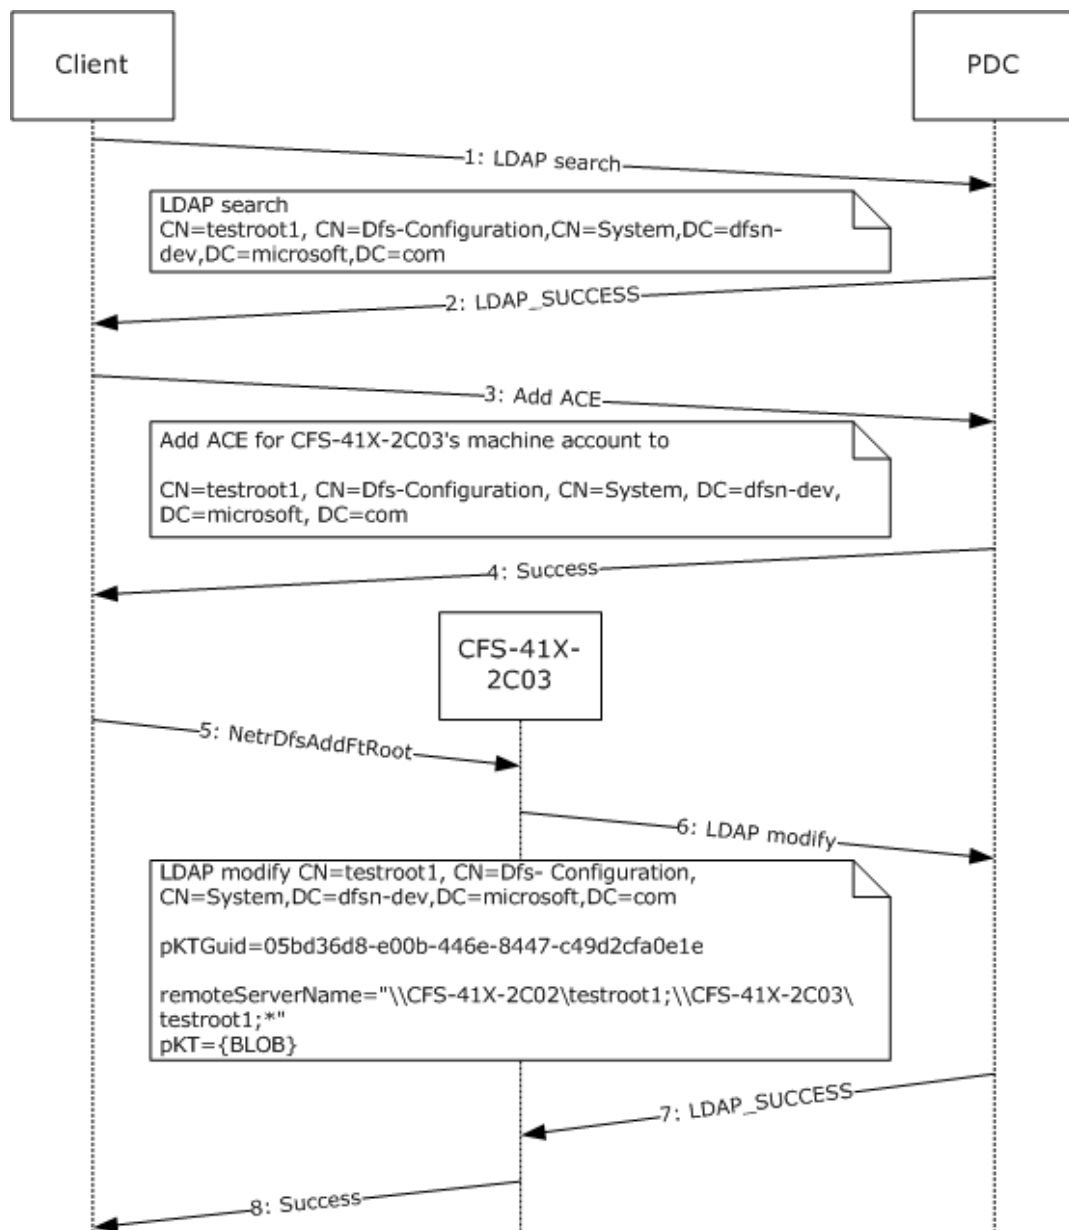 Client
PDC
1: LDAP search
LDAP search
CN=testroot1, CN=Dfs-Configuration,CN=System,DC=dfsn-
dev,DC=microsoft,DC=com
2: LDAP_SUCCESS
3: Add ACE
Add ACE for CFS-41X-2C03's machine account to
CN=testroot1, CN=Dfs-Configuration, CN=System, DC=dfsn-dev,
DC=microsoft, DC=com
4: Success
CFS-41X-
2C03
5: NetrDfsAddFtRoot
6: LDAP modify
LDAP modify CN=testroot1, CN=Dfs- Configuration,
CN=System,DC=dfsn-dev,DC=microsoft,DC=com
pKTGuid=05bd36d8-e00b-446e-8447-c49d2cfa0e1e
remoteServerName="\\CFS-41X-2C02\testroot1;\\CFS-41X-2C03\
testroot1;*"
pKT={BLOB}
7: LDAP_SUCCESS
8: Success